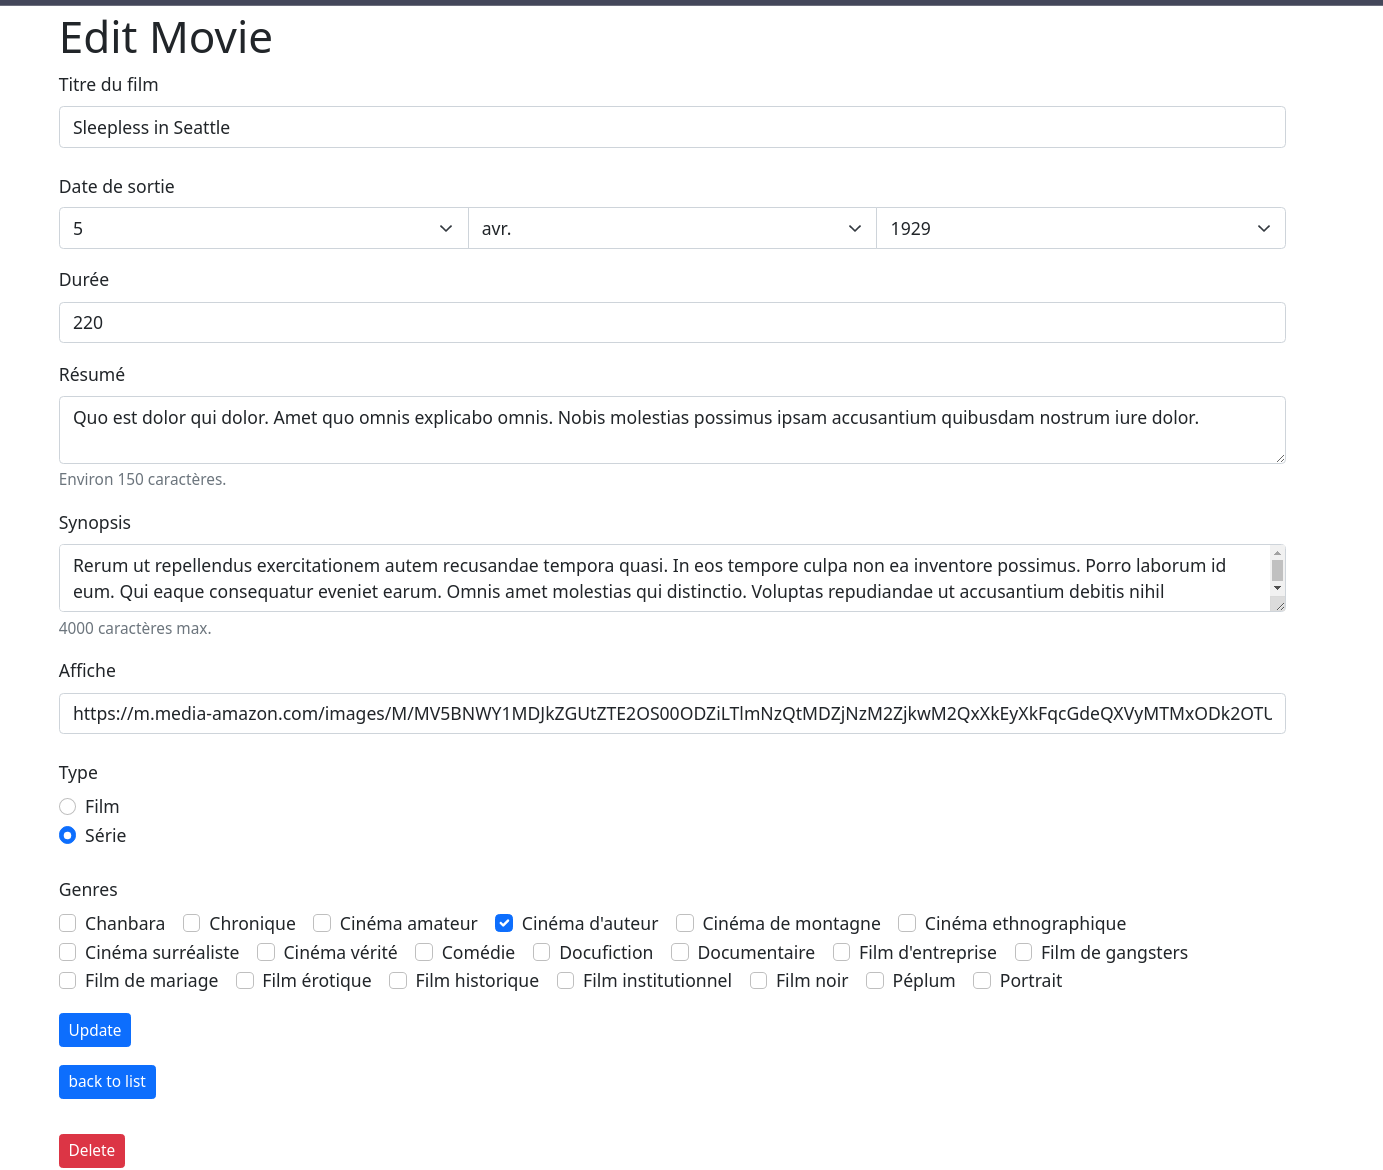 Edit Movie
Titre du film
Sleepless in Seattle
Date de sortie
5 avr. 1929
Durée
220
Résumé
Quo est dolor qui dolor. Amet quo omnis explicabo omnis. Nobis molestias possimus ipsam accusantium quibusdam nostrum iure dolor.
Environ 150 caractères.
Synopsis
Rerum ut repellendus exercitationem autem recusandae tempora quasi. In eos tempore culpa non ea inventore possimus. Porro laborum id
eum. Qui eaque consequatur eveniet earum. Omnis amet molestias qui distinctio. Voluptas repudiandae ut accusantium debitis nihil
4000 caractères max.
Affiche
https://m.media-amazon.com/images/M/MV5BNWY1MDJkZGUtZTE2OS00ODZiLTlmNzQtMDZjNzM2ZjkwM2QxXkEyXkFqcGdeQXVyMTMxODk2OTU
Type
Film
Série
Genres
Chanbara Chronique Cinéma amateur Cinéma d'auteur Cinéma de montagne Cinéma ethnographique
Cinéma surréaliste Cinéma vérité Comédie Docufiction Documentaire Film d'entreprise Film de gangsters
Film de mariage Film érotique Film historique Film institutionnel Film noir Péplum Portrait
Update
back to list
Delete